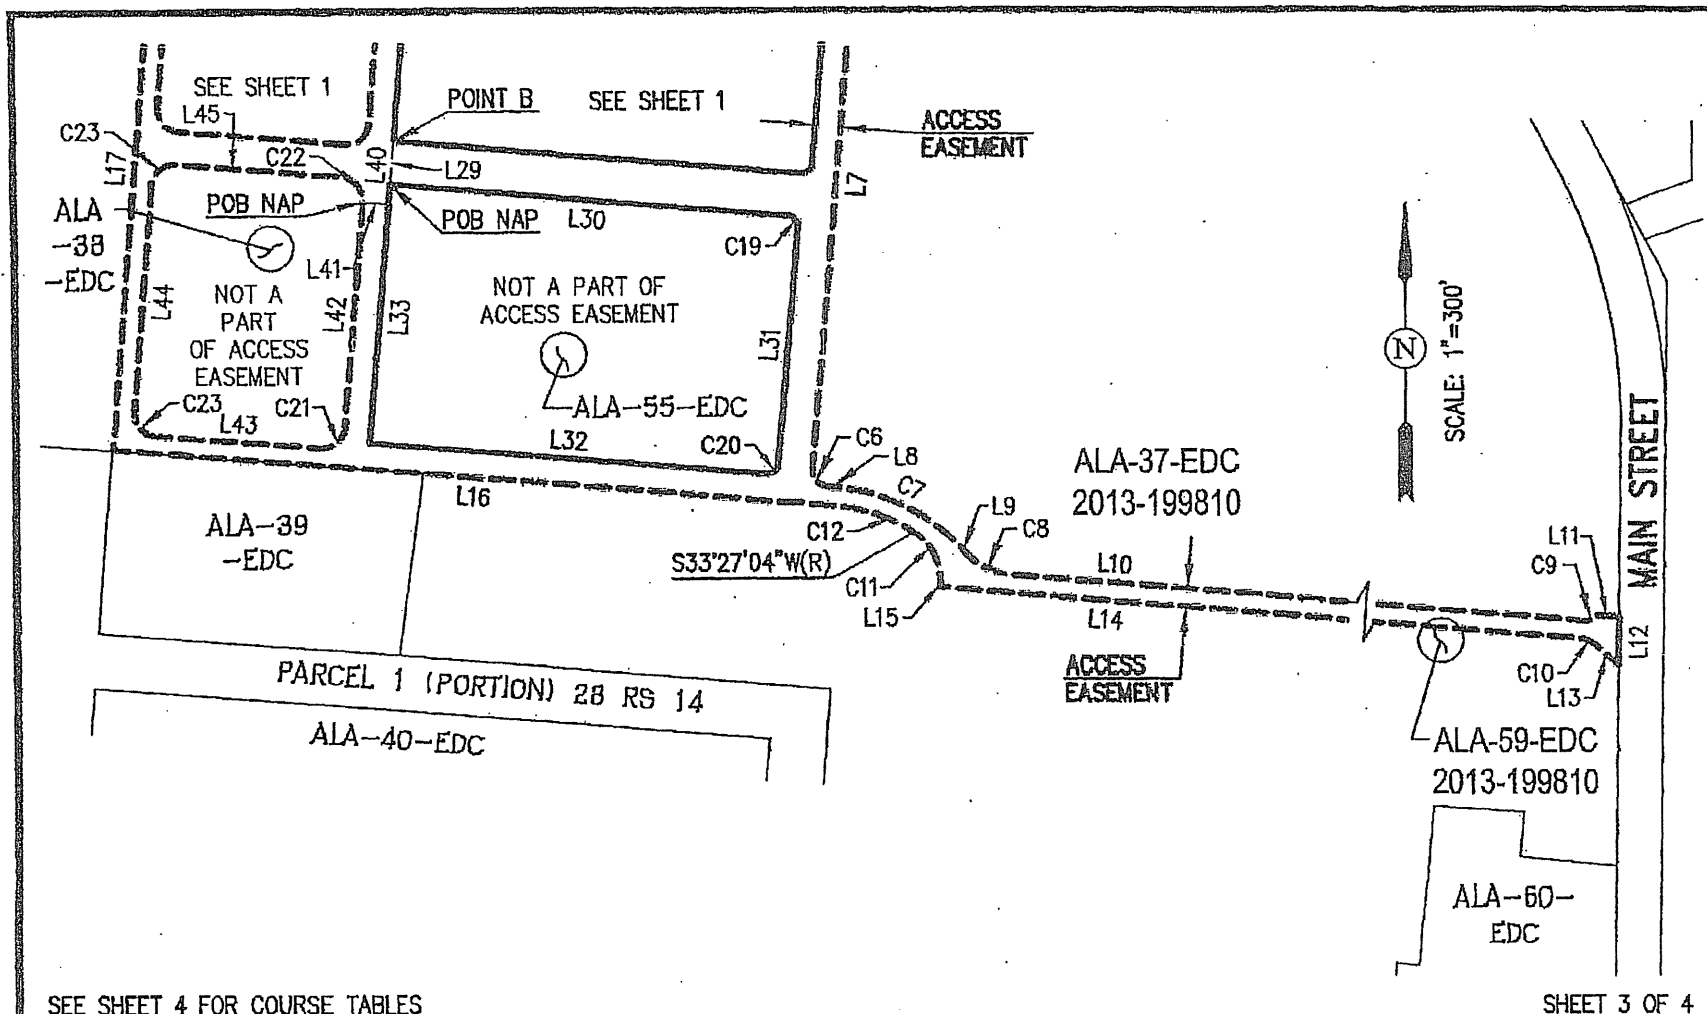 SEE SHEET 1
L45
C23
C22
L17
ALA
-38
-EDC
POB NAP
L41
L44
NOT A
PART
OF ACCESS
EASEMENT
L42
C23
L43
C21
POINT B
SEE SHEET 1
ACCESS
EASEMENT
L40
L29
L7
POB NAP
L30
C19
NOT A PART OF
ACCESS EASEMENT
L33
L31
ALA-55-EDC
L32
C20
C6
L8
C7
L9
C8
L16
C12
S33°27'04"W(R)
C11
L15
ALA-37-EDC
2013-199810
L10
L14
ACCESS
EASEMENT
N
SCALE: 1"=300'
MAIN STREET
L11
C9
L12
C10
L13
ALA-59-EDC
2013-199810
ALA-60-
EDC
ALA-39
-EDC
PARCEL 1 (PORTION) 28 RS 14
ALA-40-EDC
SEE SHEET 4 FOR COURSE TABLES
SHEET 3 OF 4